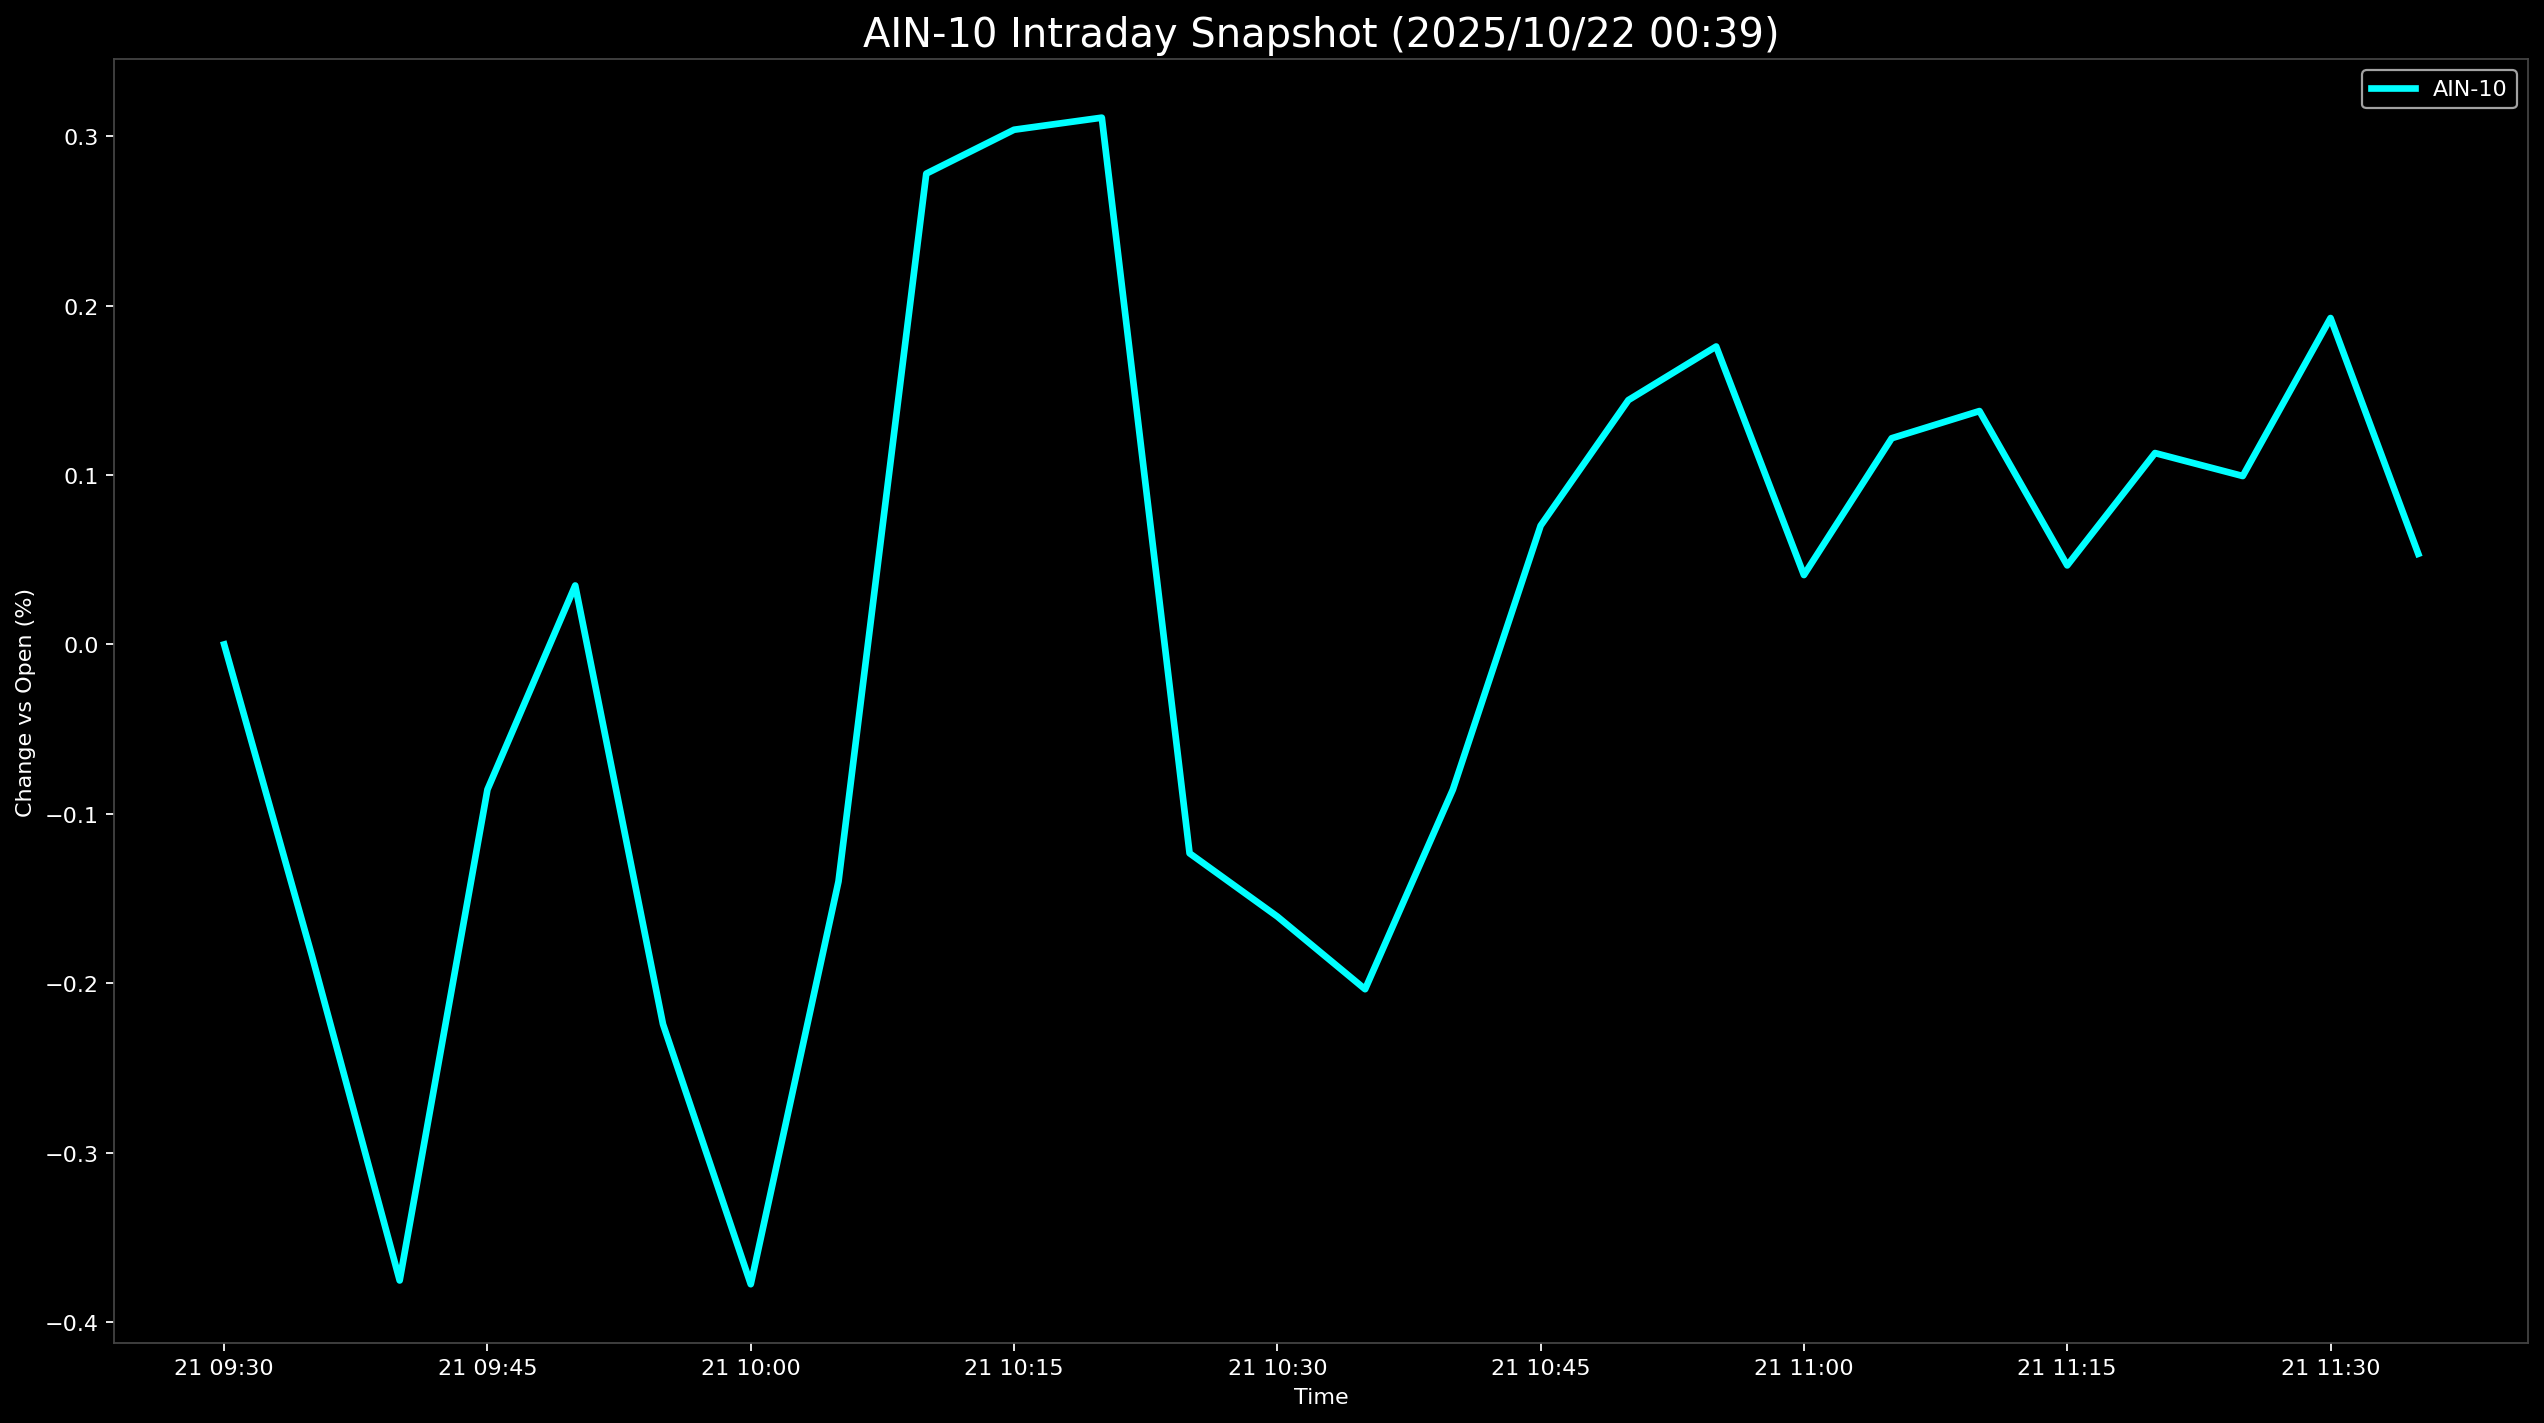 AIN-10 Intraday Snapshot (2025/10/22 00:39)
AIN-10
Change vs Open (%)
0.3
0.2
0.1
0.0
−0.1
−0.2
−0.3
−0.4
21 09:30 21 09:45 21 10:00 21 10:15 21 10:30 21 10:45 21 11:00 21 11:15 21 11:30
Time